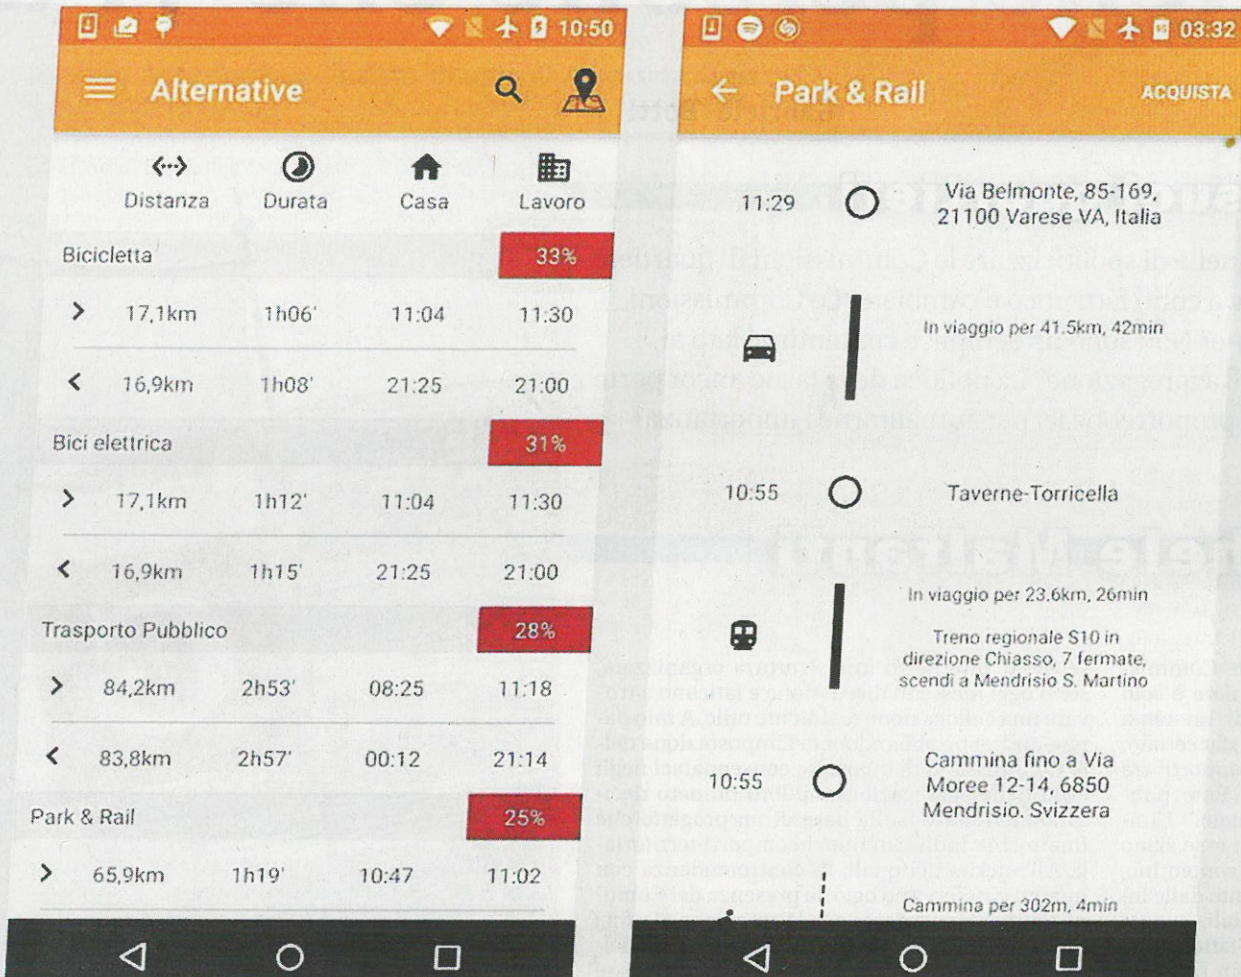 10:50
Alternative
Distanza Durata Casa Lavoro
Bicicletta 33%
> 17,1km 1h06' 11:04 11:30
< 16,9km 1h08' 21:25 21:00
Bici elettrica 31%
> 17,1km 1h12' 11:04 11:30
< 16,9km 1h15' 21:25 21:00
Trasporto Pubblico 28%
> 84,2km 2h53' 08:25 11:18
< 83,8km 2h57' 00:12 21:14
Park & Rail 25%
> 65,9km 1h19' 10:47 11:02
03:32
Park & Rail ACQUISTA
11:29 Via Belmonte, 85-169,
21100 Varese VA, Italia
In viaggio per 41.5km, 42min
10:55 Taverne-Torricella
In viaggio per 23.6km, 26min
Treno regionale S10 in
direzione Chiasso, 7 fermate,
scendi a Mendrisio S. Martino
10:55 Cammina fino a Via
Moree 12-14, 6850
Mendrisio. Svizzera
Cammina per 302m, 4min